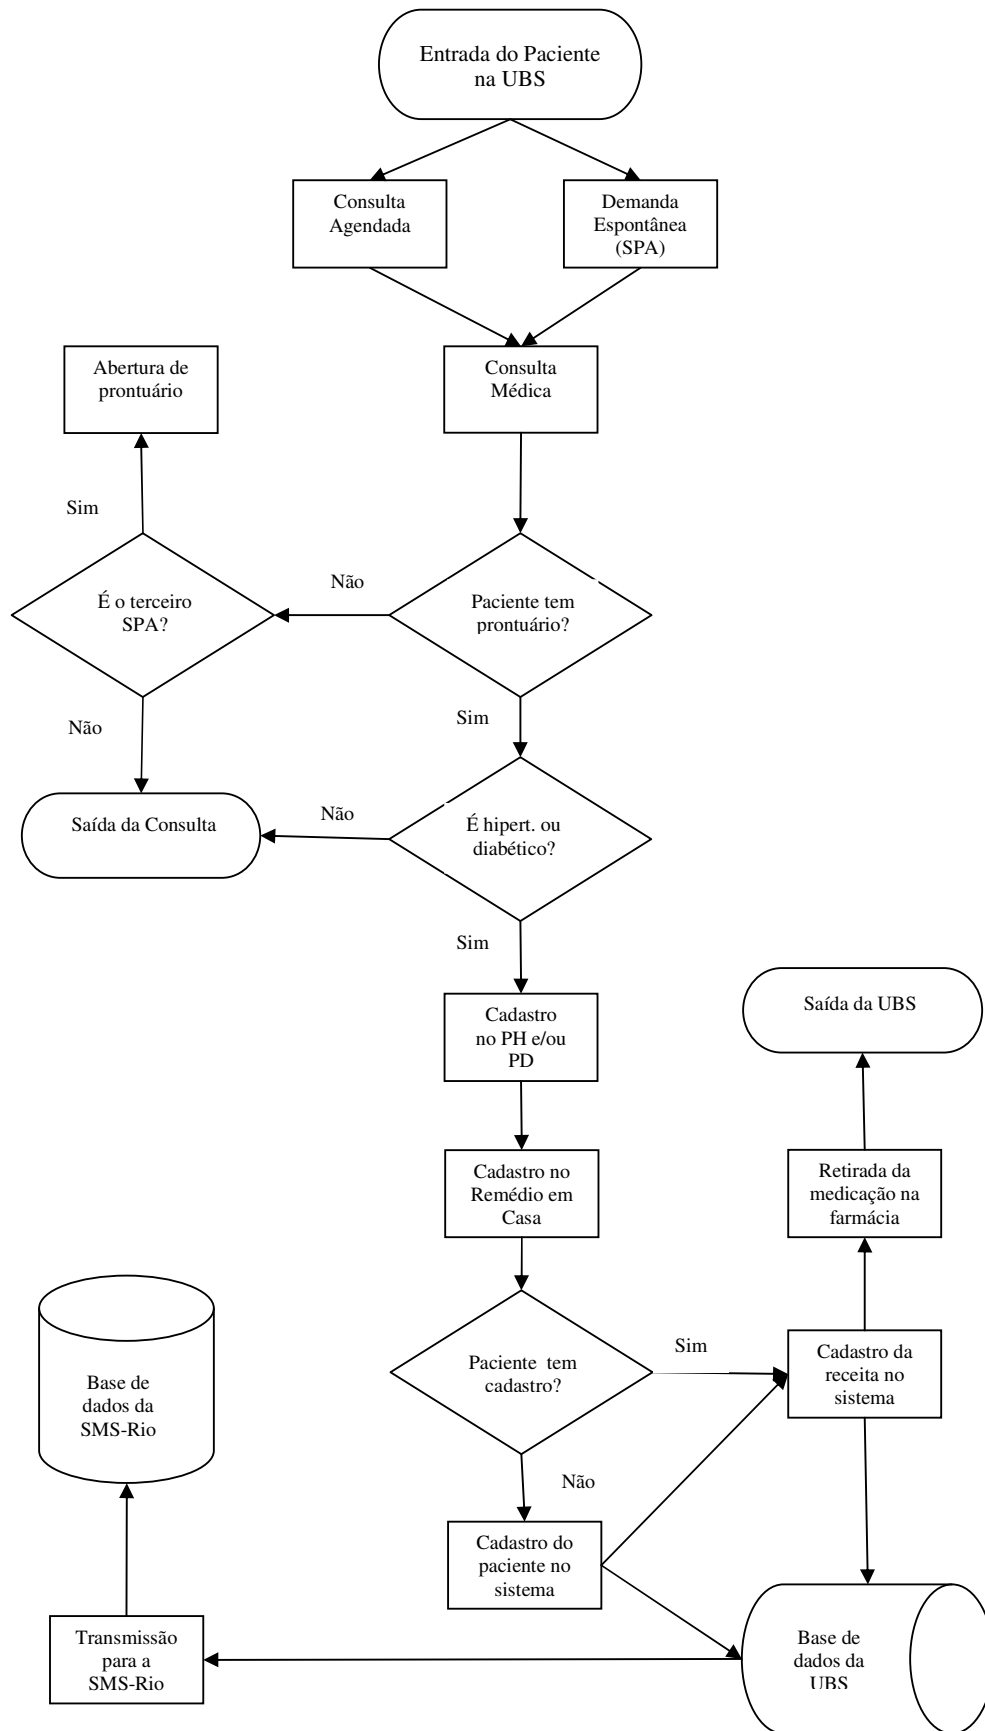 Entrada do Paciente
na UBS
Consulta
Agendada
Demanda
Espontânea
(SPA)
Abertura de
prontuário
Consulta
Médica
Sim
É o terceiro
SPA?
Não
Paciente tem
prontuário?
Não
Sim
Saída da Consulta
Não
É hipert. ou
diabético?
Sim
Cadastro
no PH e/ou
PD
Saída da UBS
Cadastro no
Remédio em
Casa
Retirada da
medicação na
farmácia
Base de
dados da
SMS-Rio
Paciente tem
cadastro?
Sim
Cadastro da
receita no
sistema
Não
Cadastro do
paciente no
sistema
Transmissão
para a
SMS-Rio
Base de
dados da
UBS